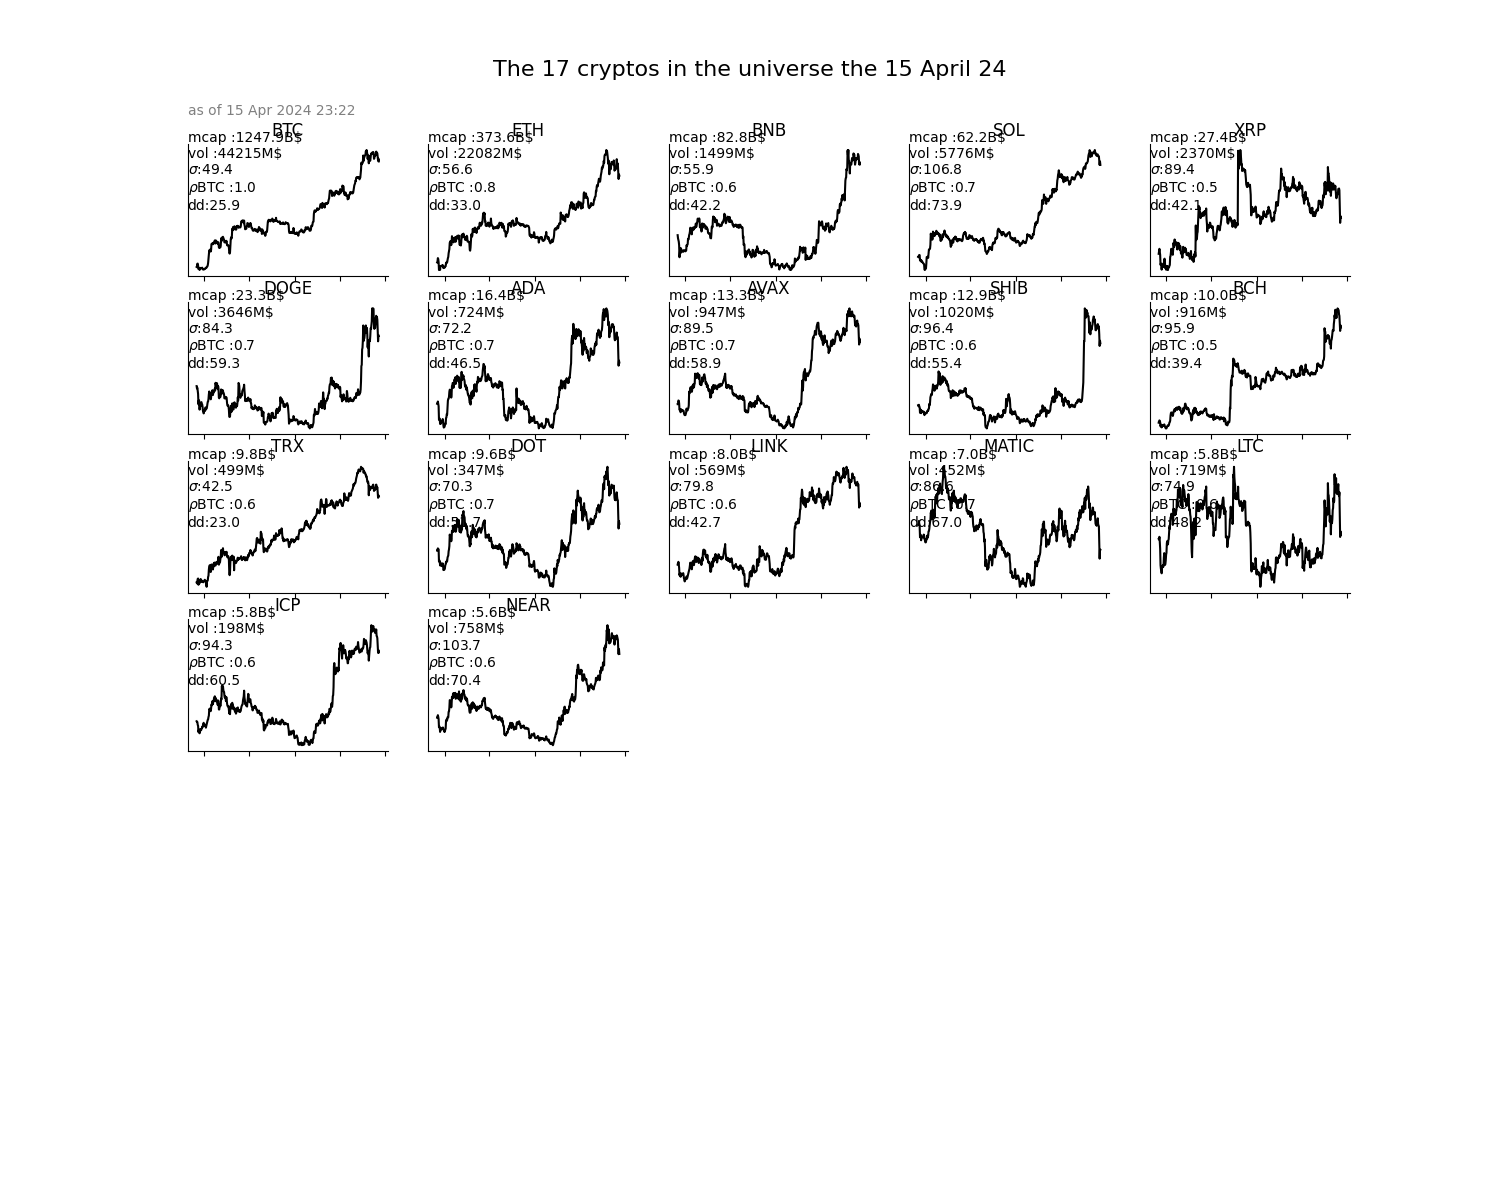 The 17 cryptos in the universe the 15 April 24
as of 15 Apr 2024 23:22
BTC
mcap :1247.9B$
vol :44215M$
σ:49.4
ρBTC :1.0
dd:25.9
ETH
mcap :373.6B$
vol :22082M$
σ:56.6
ρBTC :0.8
dd:33.0
BNB
mcap :82.8B$
vol :1499M$
σ:55.9
ρBTC :0.6
dd:42.2
SOL
mcap :62.2B$
vol :5776M$
σ:106.8
ρBTC :0.7
dd:73.9
XRP
mcap :27.4B$
vol :2370M$
σ:89.4
ρBTC :0.5
dd:42.1
DOGE
mcap :23.3B$
vol :3646M$
σ:84.3
ρBTC :0.7
dd:59.3
ADA
mcap :16.4B$
vol :724M$
σ:72.2
ρBTC :0.7
dd:46.5
AVAX
mcap :13.3B$
vol :947M$
σ:89.5
ρBTC :0.7
dd:58.9
SHIB
mcap :12.9B$
vol :1020M$
σ:96.4
ρBTC :0.6
dd:55.4
BCH
mcap :10.0B$
vol :916M$
σ:95.9
ρBTC :0.5
dd:39.4
TRX
mcap :9.8B$
vol :499M$
σ:42.5
ρBTC :0.6
dd:23.0
DOT
mcap :9.6B$
vol :347M$
σ:70.3
ρBTC :0.7
LINK
mcap :8.0B$
vol :569M$
σ:79.8
ρBTC :0.6
dd:42.7
MATIC
mcap :7.0B$
vol :452M$
σ:86.6
ρBTC :0.7
dd:67.0
LTC
mcap :5.8B$
vol :719M$
σ:74.9
ρBTC :0.6
dd:48.2
ICP
mcap :5.8B$
vol :198M$
σ:94.3
ρBTC :0.6
dd:60.5
NEAR
mcap :5.6B$
vol :758M$
σ:103.7
ρBTC :0.6
dd:70.4